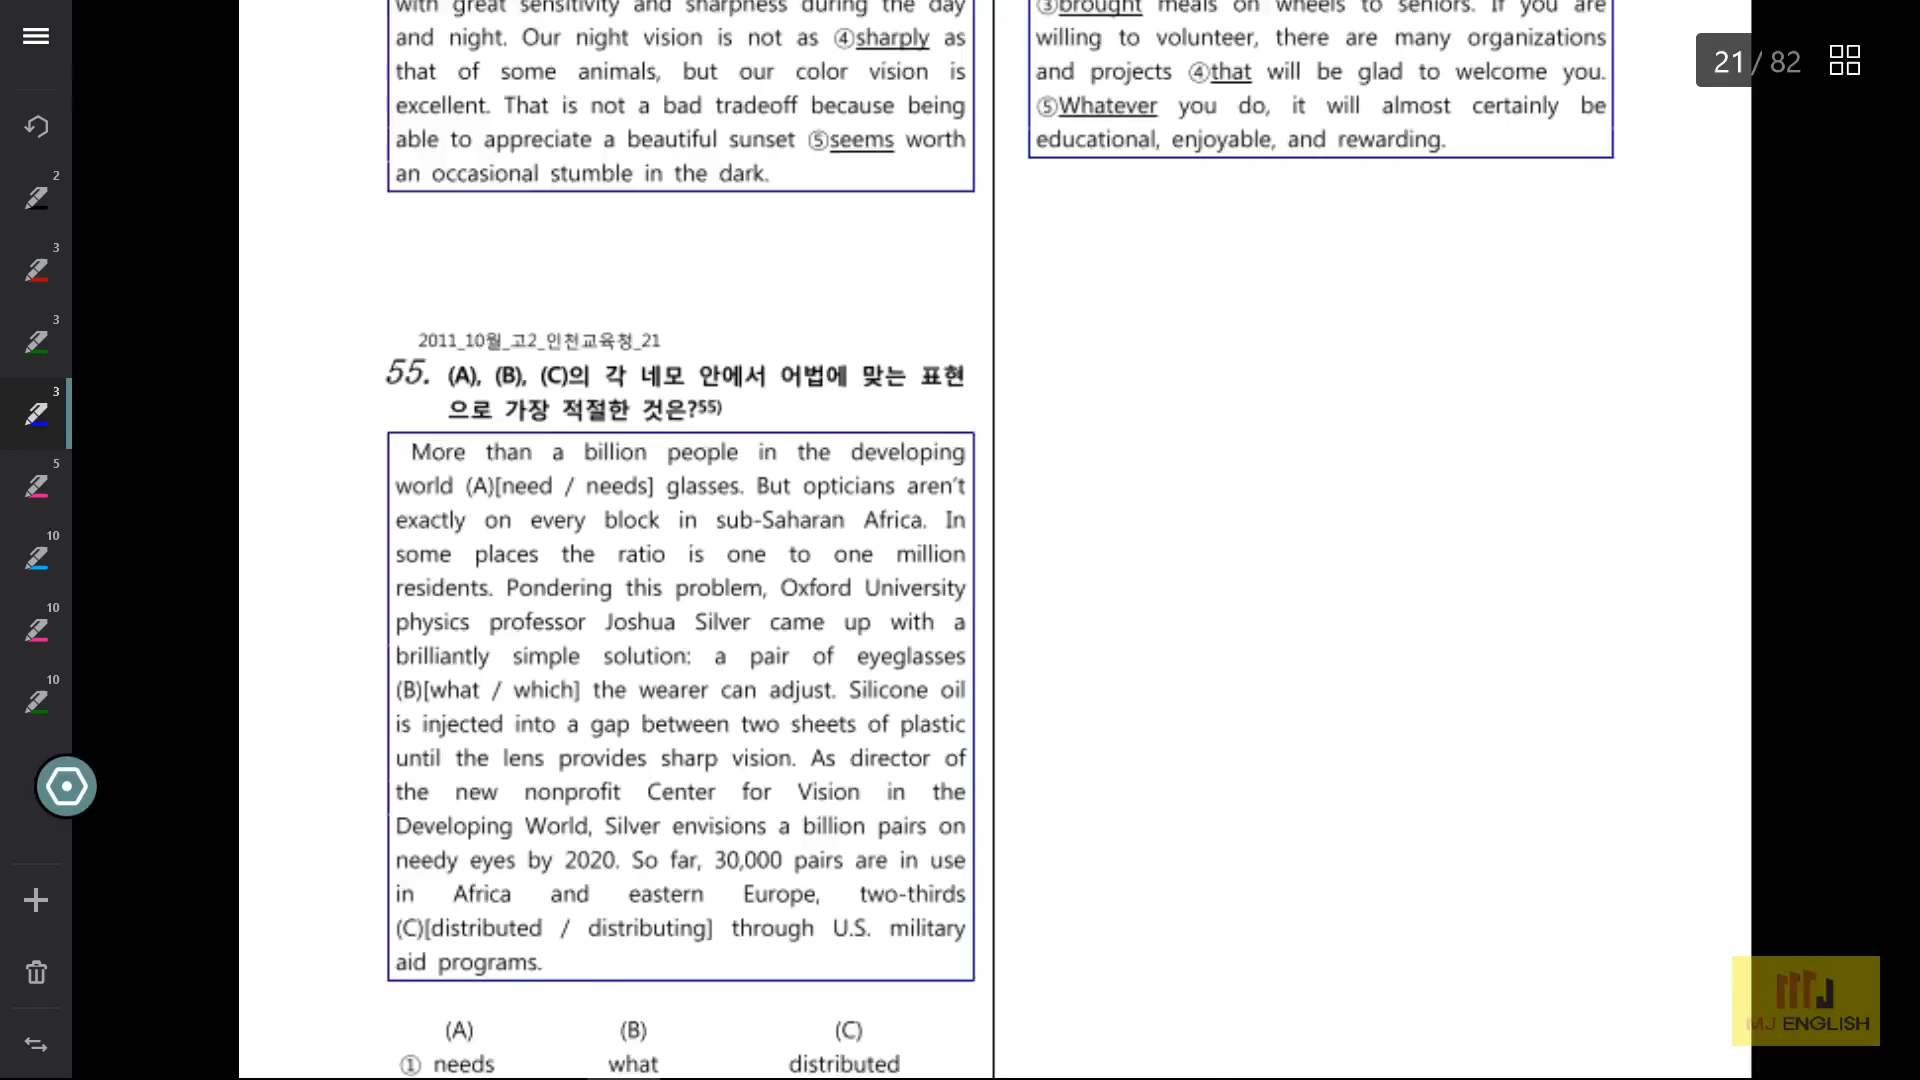 with great sensitivity and sharpness during the day
and night. Our night vision is not as ④sharply as
that of some animals, but our color vision is
excellent. That is not a bad tradeoff because being
able to appreciate a beautiful sunset ⑤seems worth
an occasional stumble in the dark.
2011_10월_고2_인천교육청_21
55. (A), (B), (C)의 각 네모 안에서 어법에 맞는 표현
으로 가장 적절한 것은?55)
More than a billion people in the developing
world (A)[need / needs] glasses. But opticians aren't
exactly on every block in sub-Saharan Africa. In
some places the ratio is one to one million
residents. Pondering this problem, Oxford University
physics professor Joshua Silver came up with a
brilliantly simple solution: a pair of eyeglasses
(B)[what / which] the wearer can adjust. Silicone oil
is injected into a gap between two sheets of plastic
until the lens provides sharp vision. As director of
the new nonprofit Center for Vision in the
Developing World, Silver envisions a billion pairs on
needy eyes by 2020. So far, 30,000 pairs are in use
in Africa and eastern Europe, two-thirds
(C)[distributed / distributing] through U.S. military
aid programs.
(A) (B) (C)
① needs what distributed
③brought meals on wheels to seniors. If you are
willing to volunteer, there are many organizations
and projects ④that will be glad to welcome you.
⑤Whatever you do, it will almost certainly be
educational, enjoyable, and rewarding.
21 / 82
2
3
3
3
5
10
10
10
MJ ENGLISH